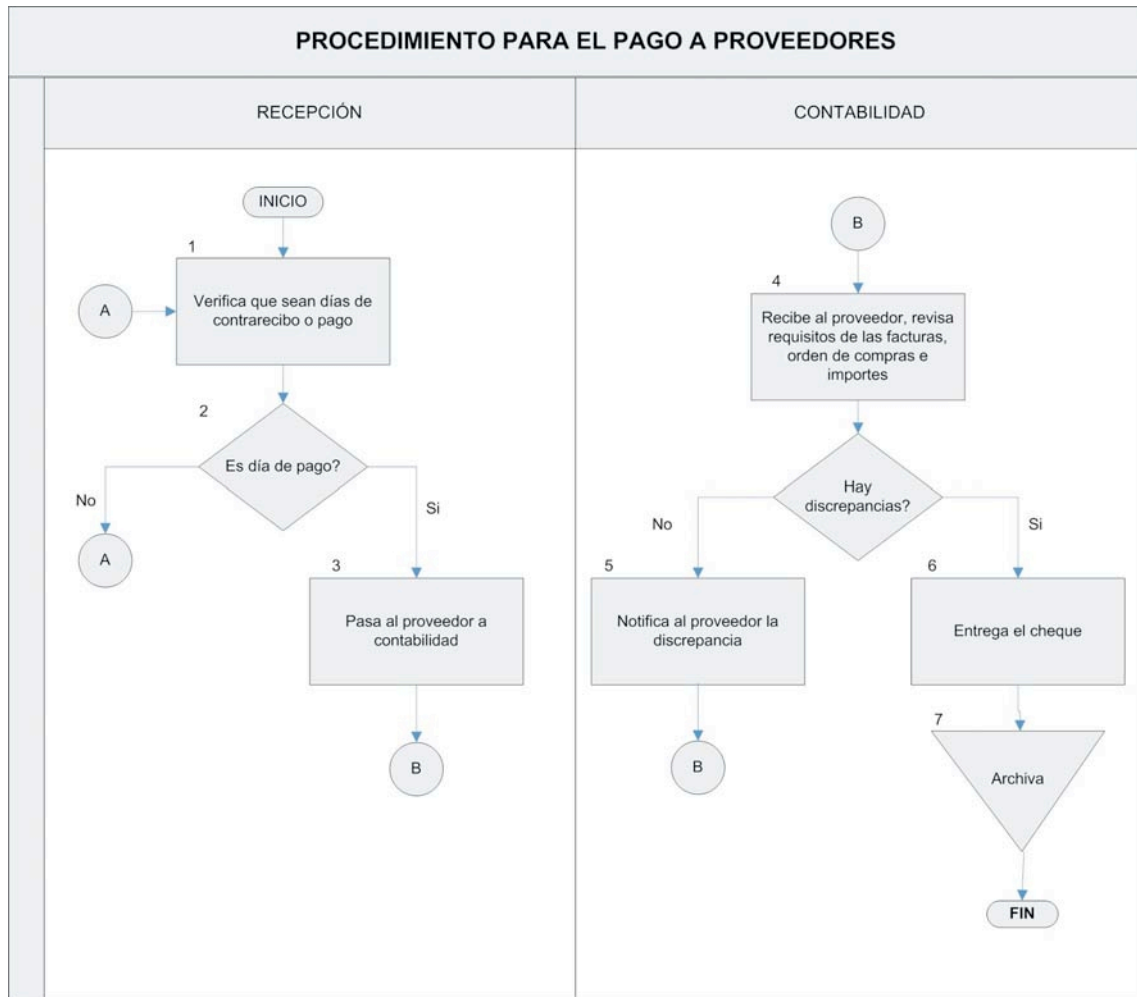 PROCEDIMIENTO PARA EL PAGO A PROVEEDORES
RECEPCIÓN
INICIO
1
A
Verifica que sean días de
contrarecibo o pago
2
Es día de pago?
No
Si
A
3
Pasa al proveedor a
contabilidad
B
CONTABILIDAD
B
4
Recibe al proveedor, revisa
requisitos de las facturas,
orden de compras e
importes
Hay
discrepancias?
No
Si
5
Notifica al proveedor la
discrepancia
B
6
Entrega el cheque
7
Archiva
FIN